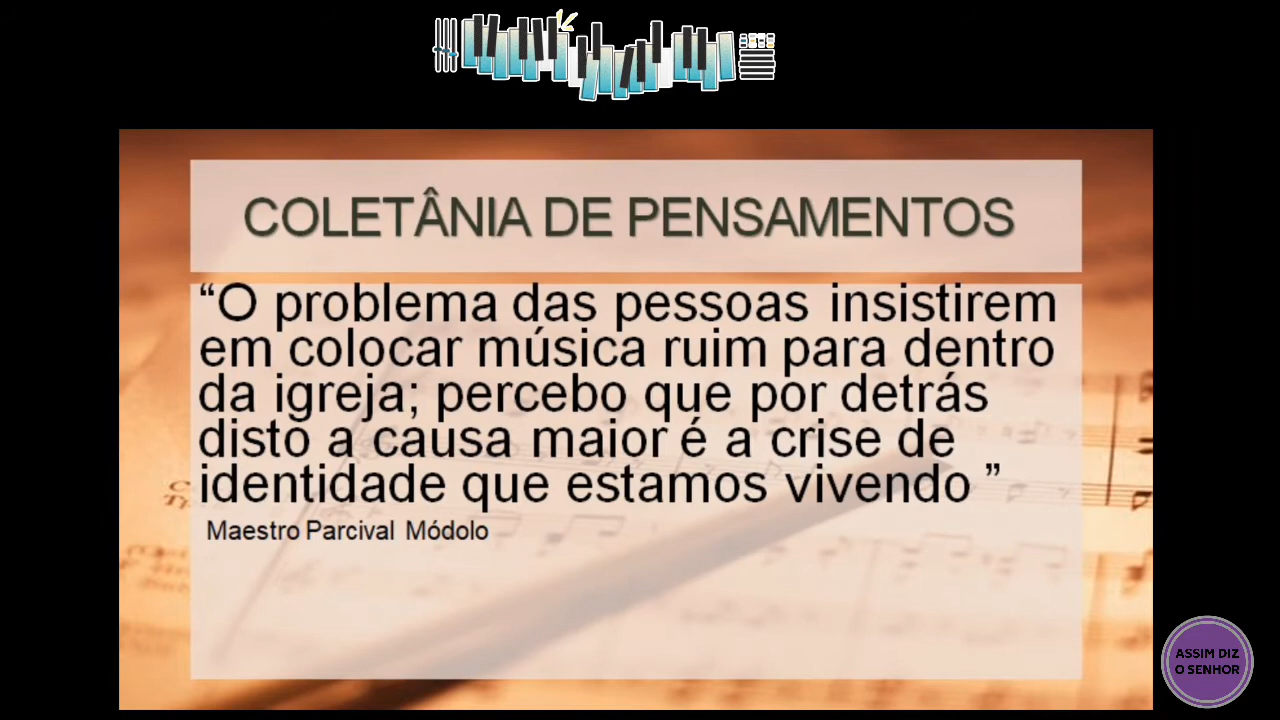 COLETÂNIA DE PENSAMENTOS
“O problema das pessoas insistirem
em colocar música ruim para dentro
da igreja; percebo que por detrás
disto a causa maior é a crise de
identidade que estamos vivendo ”
Maestro Parcival Módolo
ASSIM DIZ
O SENHOR